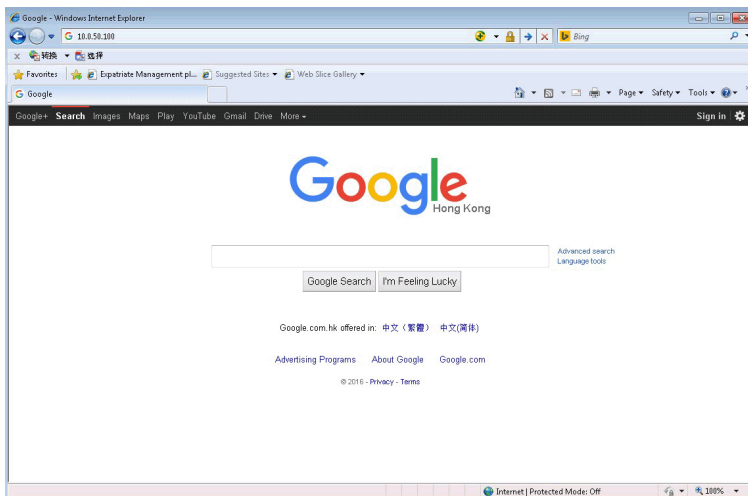 Google - Windows Internet Explorer
10.0.50.100
Bing
x 转换 选择
Favorites Expatriate Management pl... Suggested Sites Web Slice Gallery
Google
Page Safety Tools
Google+ Search Images Maps Play YouTube Gmail Drive More Sign in
Google
Hong Kong
Advanced search
Language tools
Google Search I'm Feeling Lucky
Google.com.hk offered in: 中文（繁體） 中文(简体)
Advertising Programs About Google Google.com
© 2016 - Privacy - Terms
Internet | Protected Mode: Off 100%